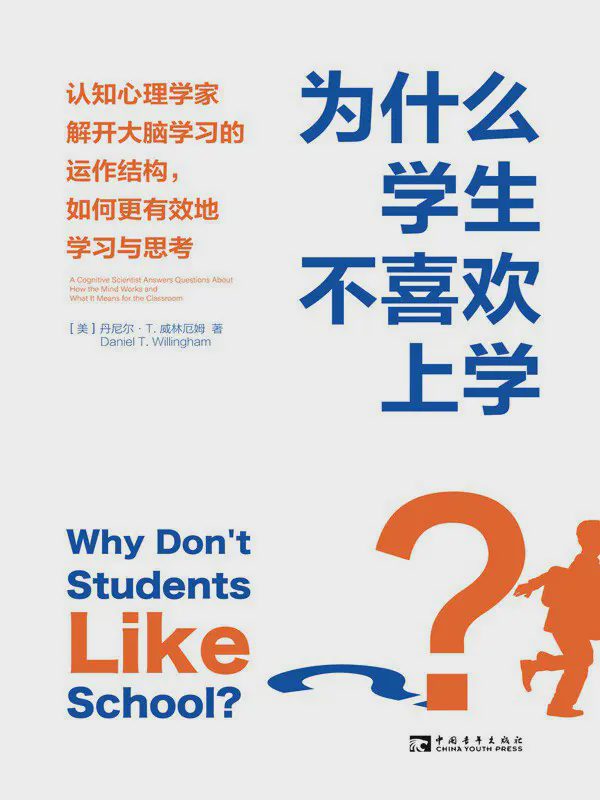 为什么
学生
不喜欢
上学
认知心理学家
解开大脑学习的
运作结构，
如何更有效地
学习与思考
A Cognitive Scientist Answers Questions About
How the Mind Works and
What It Means for the Classroom
[美] 丹尼尔·T. 威林厄姆 著
Daniel T. Willingham
Why Don't
Students
Like
School?
中国青年出版社
CHINA YOUTH PRESS